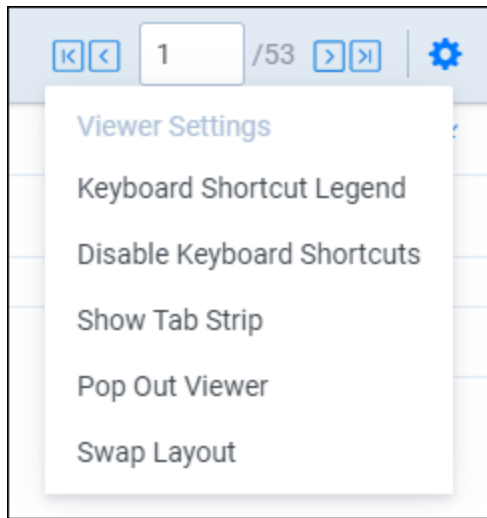 1 /53
Viewer Settings
Keyboard Shortcut Legend
Disable Keyboard Shortcuts
Show Tab Strip
Pop Out Viewer
Swap Layout